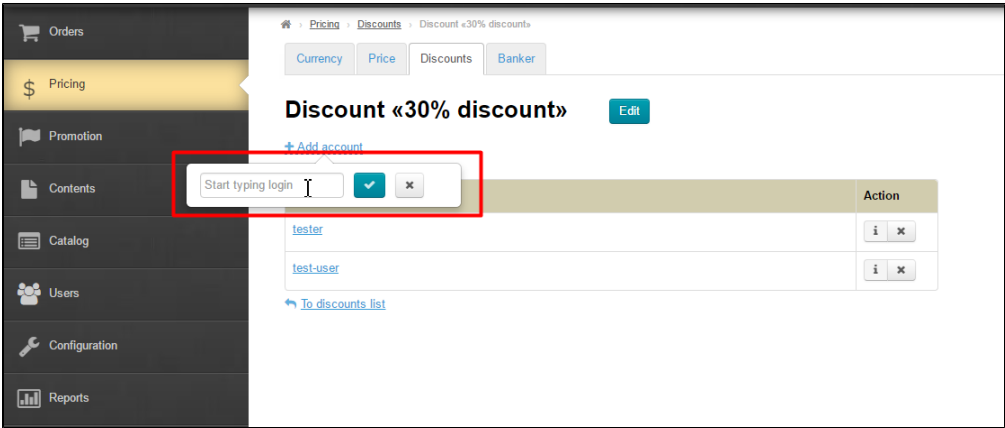 Orders
Pricing
Promotion
Contents
Catalog
Users
Configuration
Reports
Pricing Discounts Discount «30% discount»
Currency Price Discounts Banker
Discount «30% discount» Edit
+ Add account
Start typing login
Action
tester
test-user
To discounts list